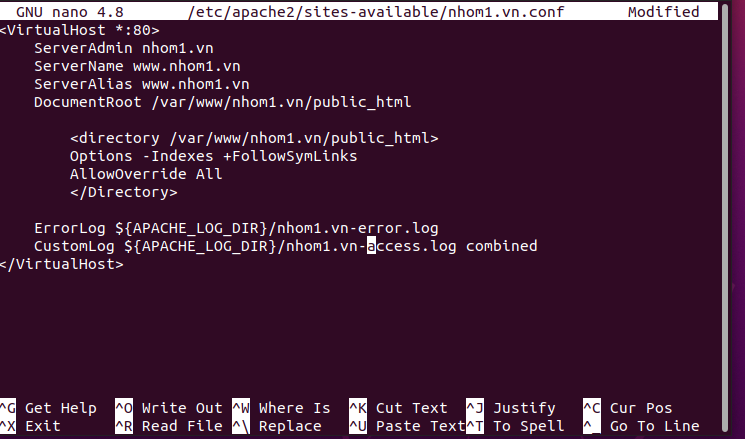 GNU nano 4.8 /etc/apache2/sites-available/nhom1.vn.conf Modified
<VirtualHost *:80>
    ServerAdmin nhom1.vn
    ServerName www.nhom1.vn
    ServerAlias www.nhom1.vn
    DocumentRoot /var/www/nhom1.vn/public_html
        <directory /var/www/nhom1.vn/public_html>
        Options -Indexes +FollowSymLinks
        AllowOverride All
        </Directory>
    ErrorLog ${APACHE_LOG_DIR}/nhom1.vn-error.log
    CustomLog ${APACHE_LOG_DIR}/nhom1.vn-access.log combined
</VirtualHost>
^G Get Help ^O Write Out ^W Where Is ^K Cut Text ^J Justify ^C Cur Pos
^X Exit ^R Read File ^\ Replace ^U Paste Text^T To Spell ^_ Go To Line